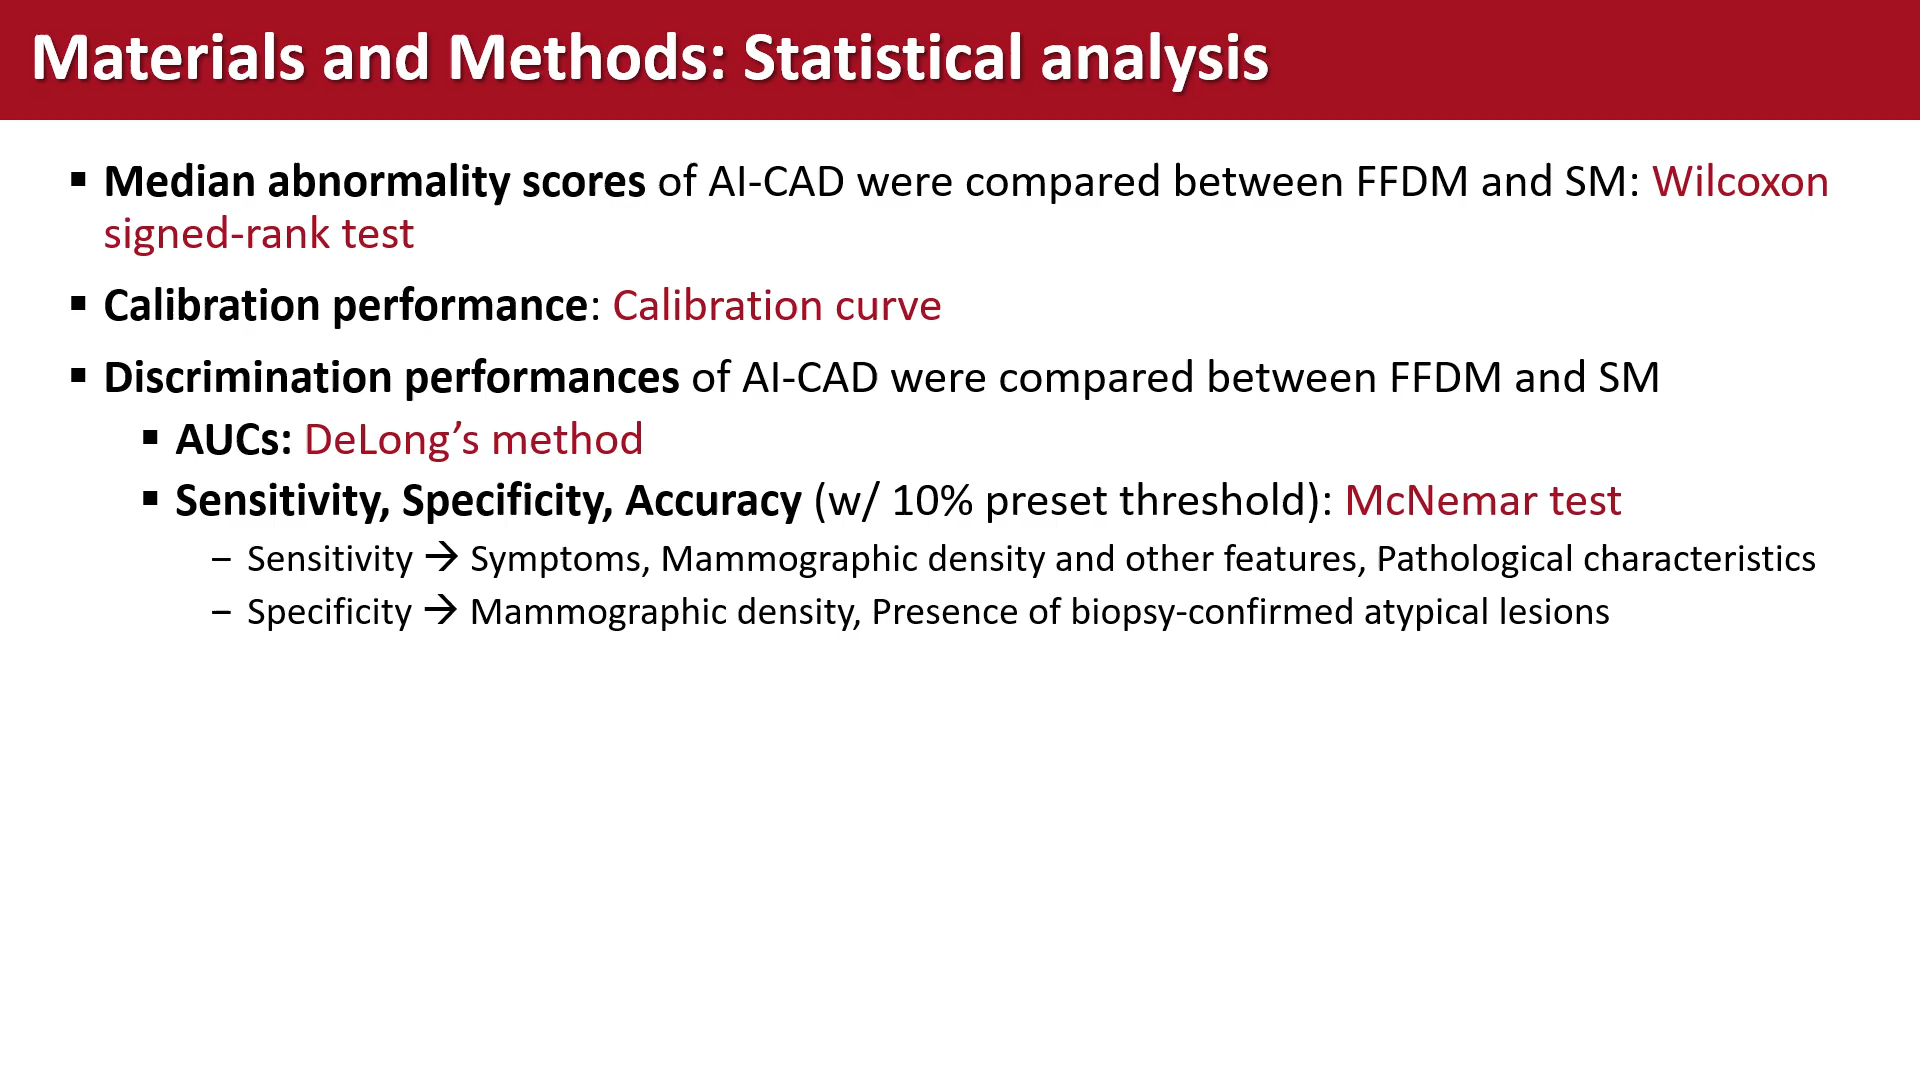 Materials and Methods: Statistical analysis
▪ Median abnormality scores of AI-CAD were compared between FFDM and SM: Wilcoxon
signed-rank test
▪ Calibration performance: Calibration curve
▪ Discrimination performances of AI-CAD were compared between FFDM and SM
▪ AUCs: DeLong’s method
▪ Sensitivity, Specificity, Accuracy (w/ 10% preset threshold): McNemar test
– Sensitivity → Symptoms, Mammographic density and other features, Pathological characteristics
– Specificity → Mammographic density, Presence of biopsy-confirmed atypical lesions